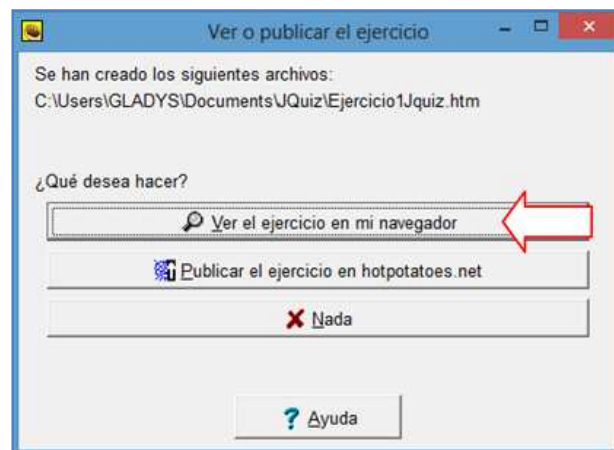 Ver o publicar el ejercicio
Se han creado los siguientes archivos:
C:\Users\GLADYS\Documents\JQuiz\Ejercicio1Jquiz.htm
¿Qué desea hacer?
Ver el ejercicio en mi navegador
Publicar el ejercicio en hotpotatoes.net
Nada
Ayuda